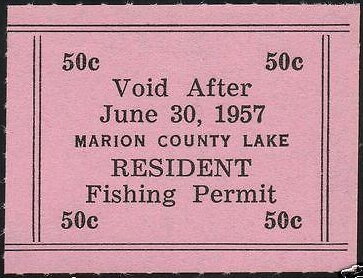 50c 50c
Void After
June 30, 1957
MARION COUNTY LAKE
RESIDENT
Fishing Permit
50c 50c